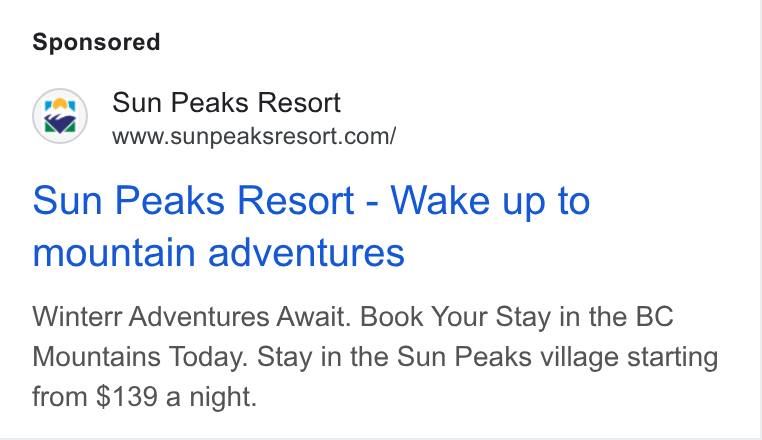 Sponsored
Sun Peaks Resort
www.sunpeaksresort.com/
Sun Peaks Resort - Wake up to
mountain adventures
Winterr Adventures Await. Book Your Stay in the BC
Mountains Today. Stay in the Sun Peaks village starting
from $139 a night.